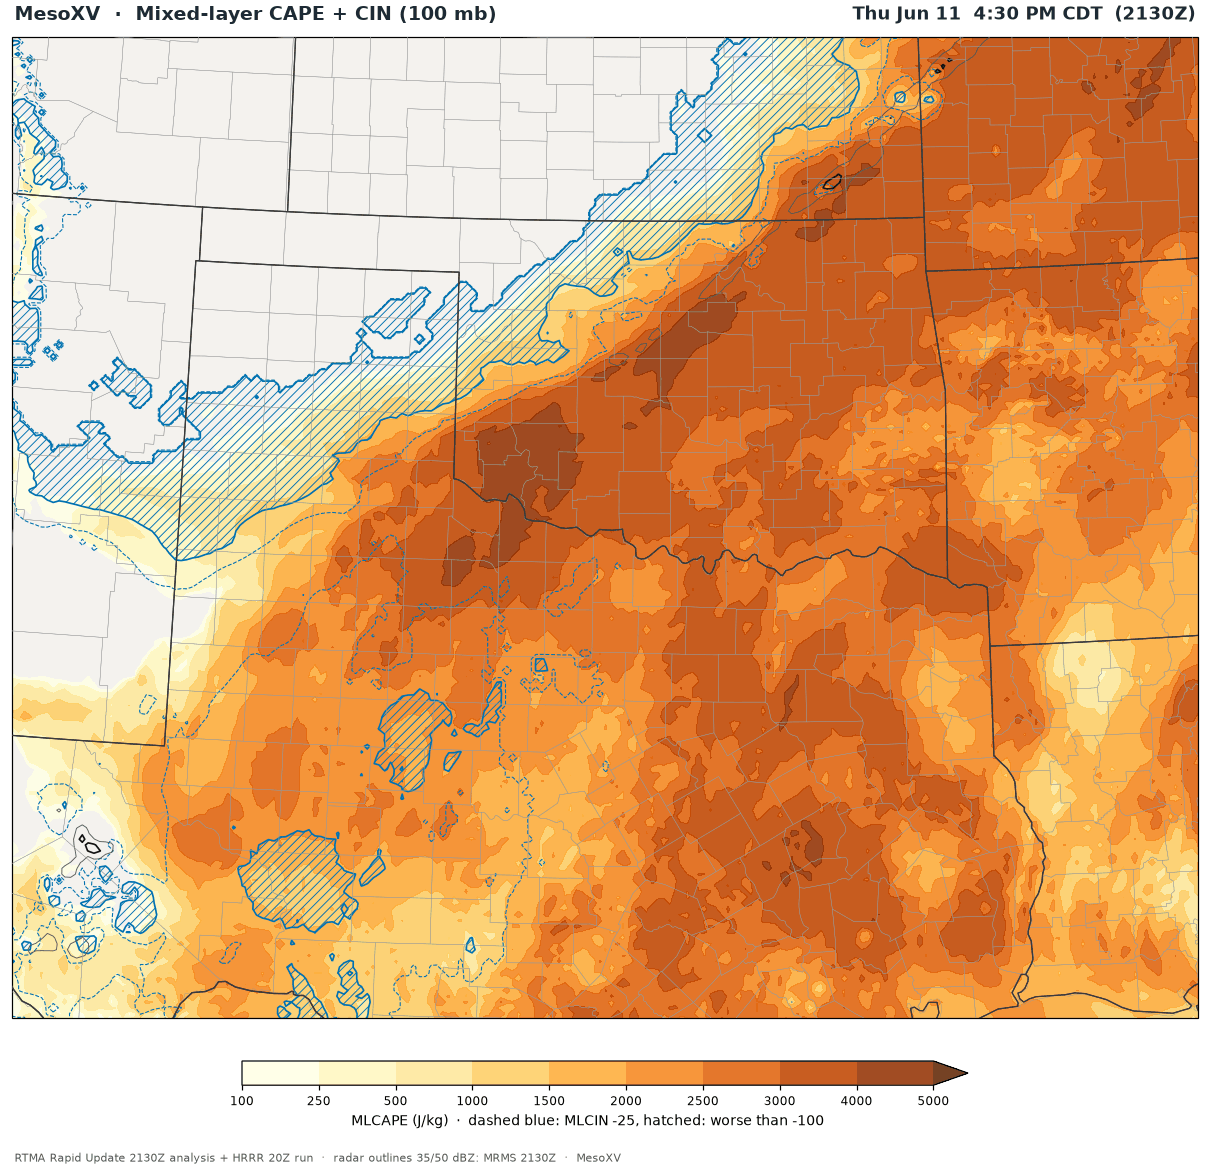 MesoXV · Mixed-layer CAPE + CIN (100 mb)
Thu Jun 11 4:30 PM CDT (2130Z)
100 250 500 1000 1500 2000 2500 3000 4000 5000
MLCAPE (J/kg) · dashed blue: MLCIN -25, hatched: worse than -100
RTMA Rapid Update 2130Z analysis + HRRR 20Z run · radar outlines 35/50 dBZ: MRMS 2130Z · MesoXV